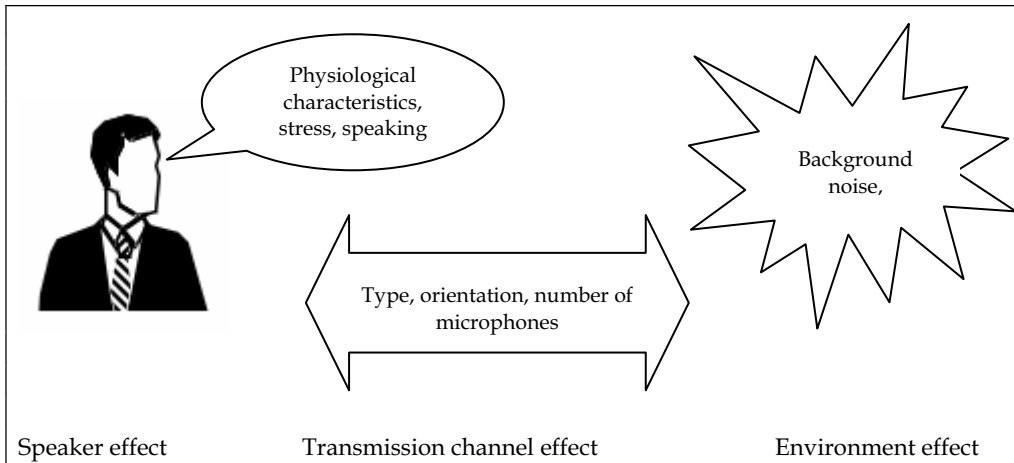 Physiological
characteristics,
stress, speaking
Background
noise,
Type, orientation, number of
microphones
Speaker effect
Transmission channel effect
Environment effect